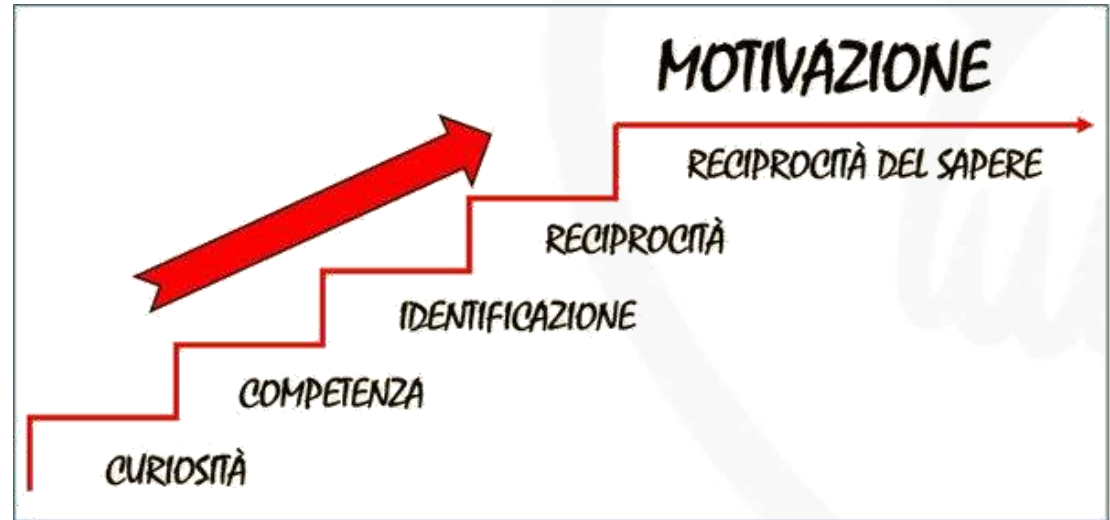 MOTIVAZIONE
RECIPROCITÀ DEL SAPERE
RECIPROCITÀ
IDENTIFICAZIONE
COMPETENZA
CURIOSITÀ